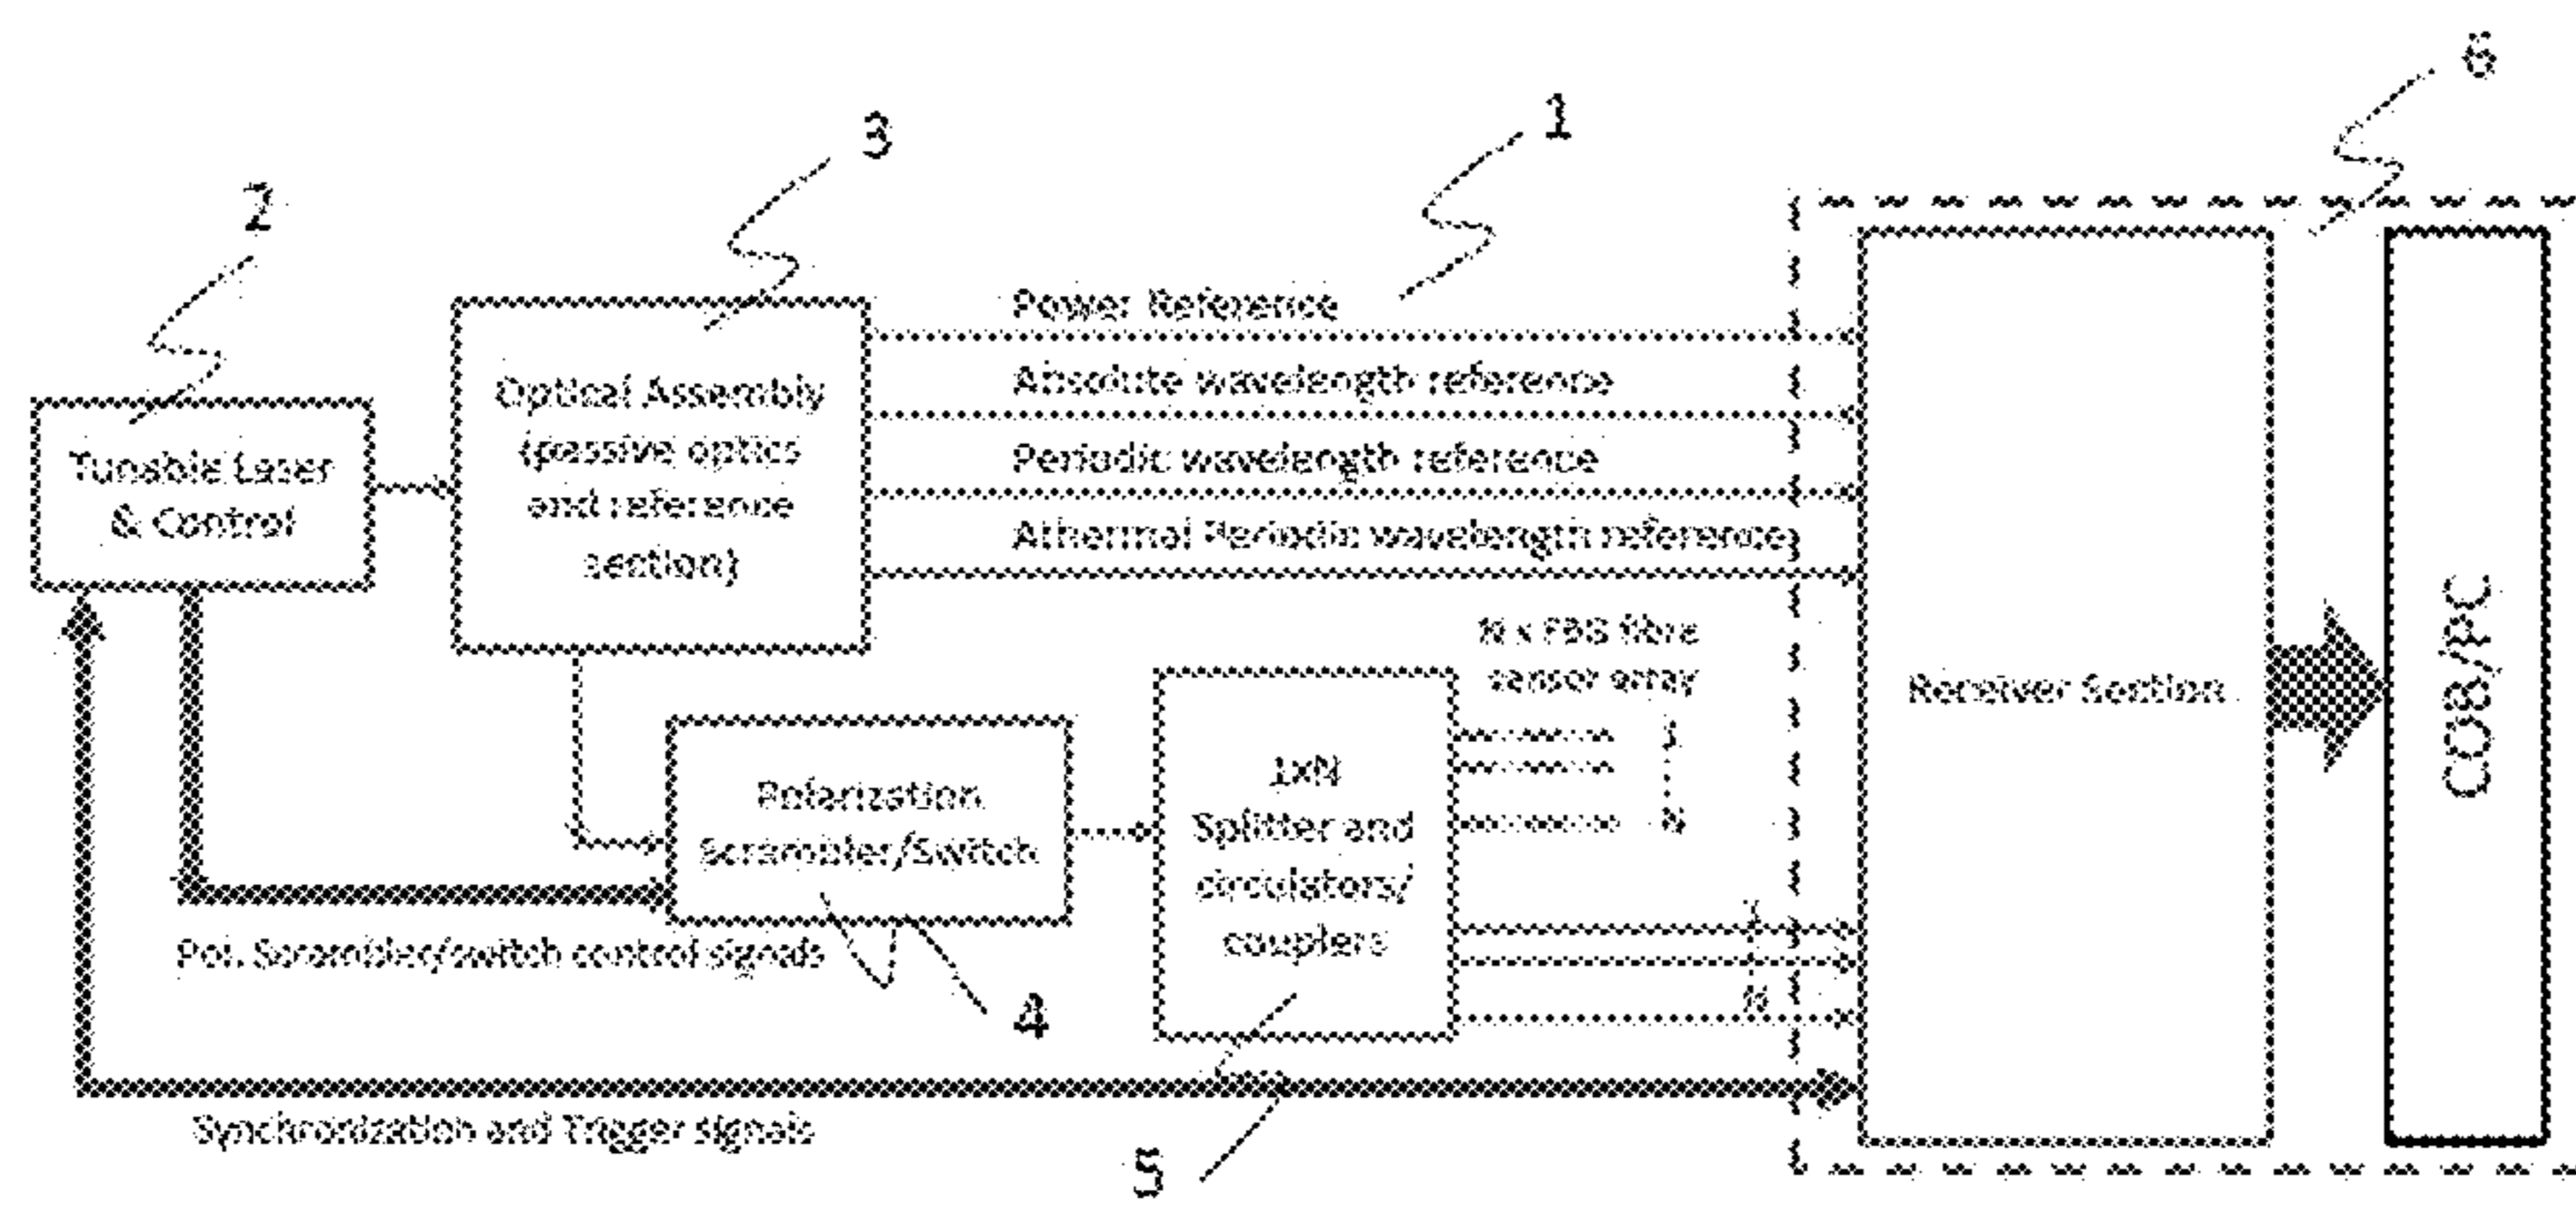 6
1
3
2
Power Reference
Absolute wavelength reference
Optical Assembly
(passive optics
and reference
section)
Periodic wavelength reference
Tunable Laser
& Control
Athermal Periodic wavelength reference
N x FBG fibre
sensor array
1
N
Receiver Section
COB/PC
Polarization
Scrambler/Switch
1xN
Splitter and
circulators/
couplers
1
N
Pol. Scrambler/switch control signals
4
Synchronization and Trigger signals
5